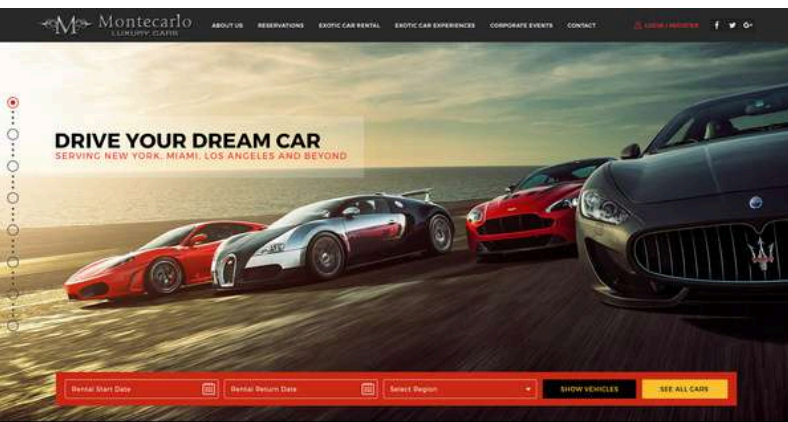 Montecarlo
LUXURY CARS
ABOUT US
RESERVATIONS
EXOTIC CAR RENTAL
EXOTIC CAR EXPERIENCES
CORPORATE EVENTS
CONTACT
LOGIN / REGISTER
DRIVE YOUR DREAM CAR
SERVING NEW YORK, MIAMI, LOS ANGELES AND BEYOND
Rental Start Date
Rental Return Date
Select Region
SHOW VEHICLES
SEE ALL CARS